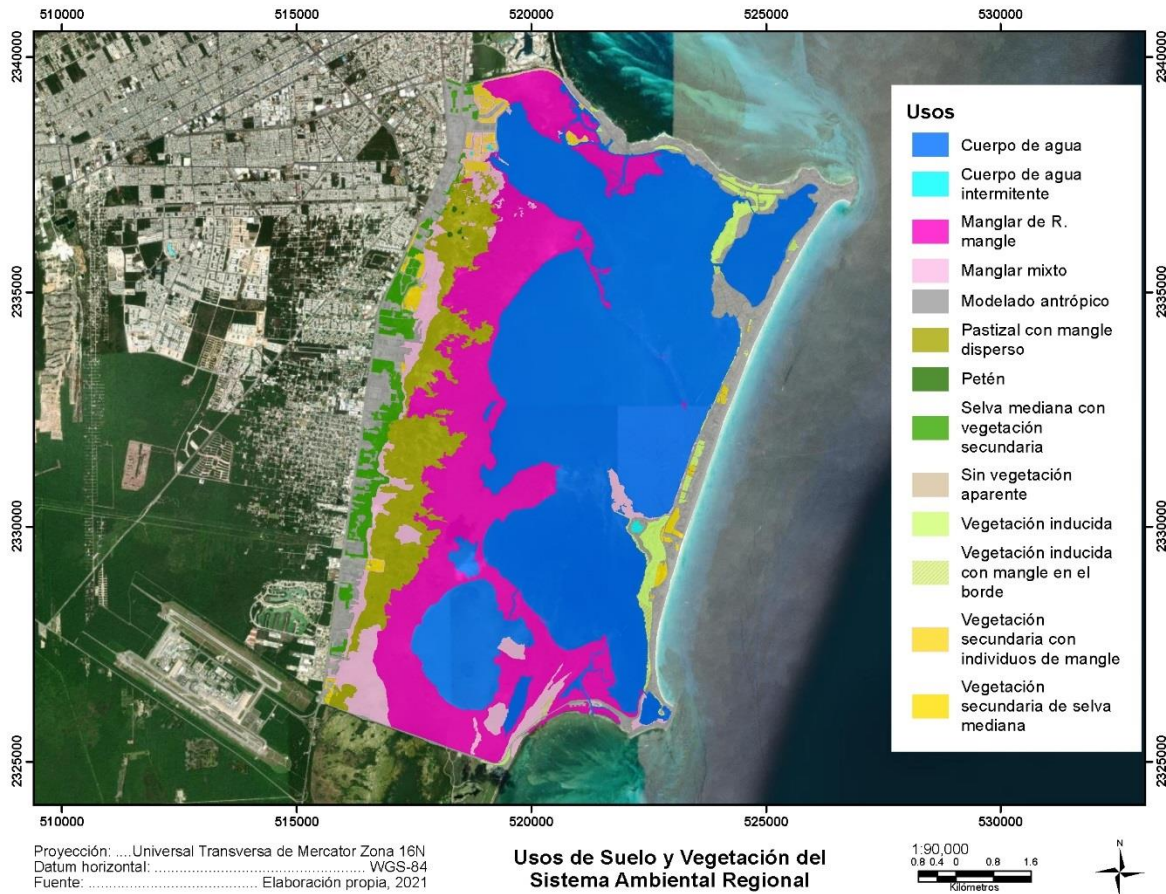 510000 515000 520000 525000 530000
2340000 2340000
2335000 2335000
2330000 2330000
2325000 2325000
Usos
Cuerpo de agua
Cuerpo de agua
intermitente
Manglar de R.
mangle
Manglar mixto
Modelado antrópico
Pastizal con mangle
disperso
Petén
Selva mediana con
vegetación
secundaria
Sin vegetación
aparente
Vegetación inducida
Vegetación inducida
con mangle en el
borde
Vegetación
secundaria con
individuos de mangle
Vegetación
secundaria de selva
mediana
510000 515000 520000 525000 530000
Proyección: ....Universal Transversa de Mercator Zona 16N
Datum horizontal: ........................................ WGS-84
Fuente: ................................ Elaboración propia, 2021
Usos de Suelo y Vegetación del
Sistema Ambiental Regional
1:90,000
0.8 0.4 0 0.8 1.6
Kilómetros
N